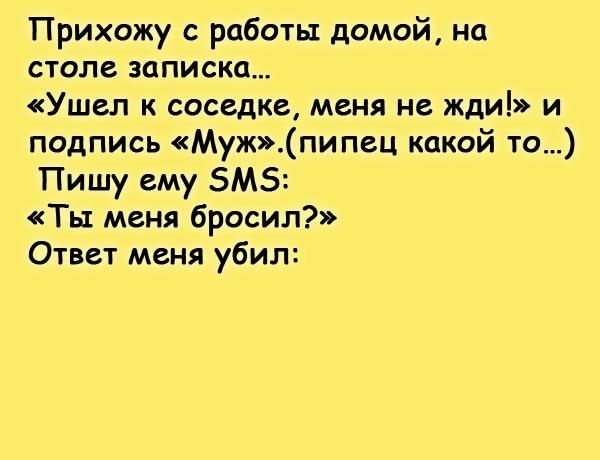 Прихожу с работы домой, на
столе записка...
«Ушел к соседке, меня не жди!» и
подпись «Муж».(пипец какой то...)
Пишу ему SMS:
«Ты меня бросил?»
Ответ меня убил: